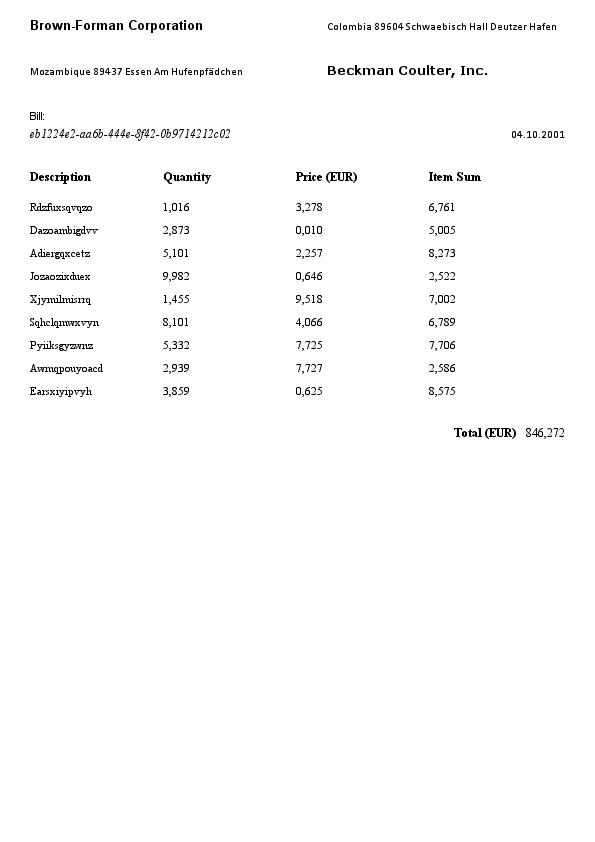 Brown-Forman Corporation Colombia 89604 Schwaebisch Hall Deutzer Hafen
Mozambique 89437 Essen Am Hufenpfädchen Beckman Coulter, Inc.
Bill:
eb1224e2-aa6b-444e-8f42-0b9714212c02 04.10.2001
Description Quantity Price (EUR) Item Sum
Rdzfuxsqvqzo 1,016 3,278 6,761
Dazoambigdvv 2,873 0,010 5,005
Adiergqxcetz 5,101 2,257 8,273
Jozaozixduex 9,982 0,646 2,522
Xjymilmisrrq 1,455 9,518 7,002
Sqhclqmwxvyn 8,101 4,066 6,789
Pyiiksgyzwnz 5,332 7,725 7,706
Awmqpouyoacd 2,939 7,727 2,586
Earsxiyipvyh 3,859 0,625 8,575
Total (EUR) 846,272